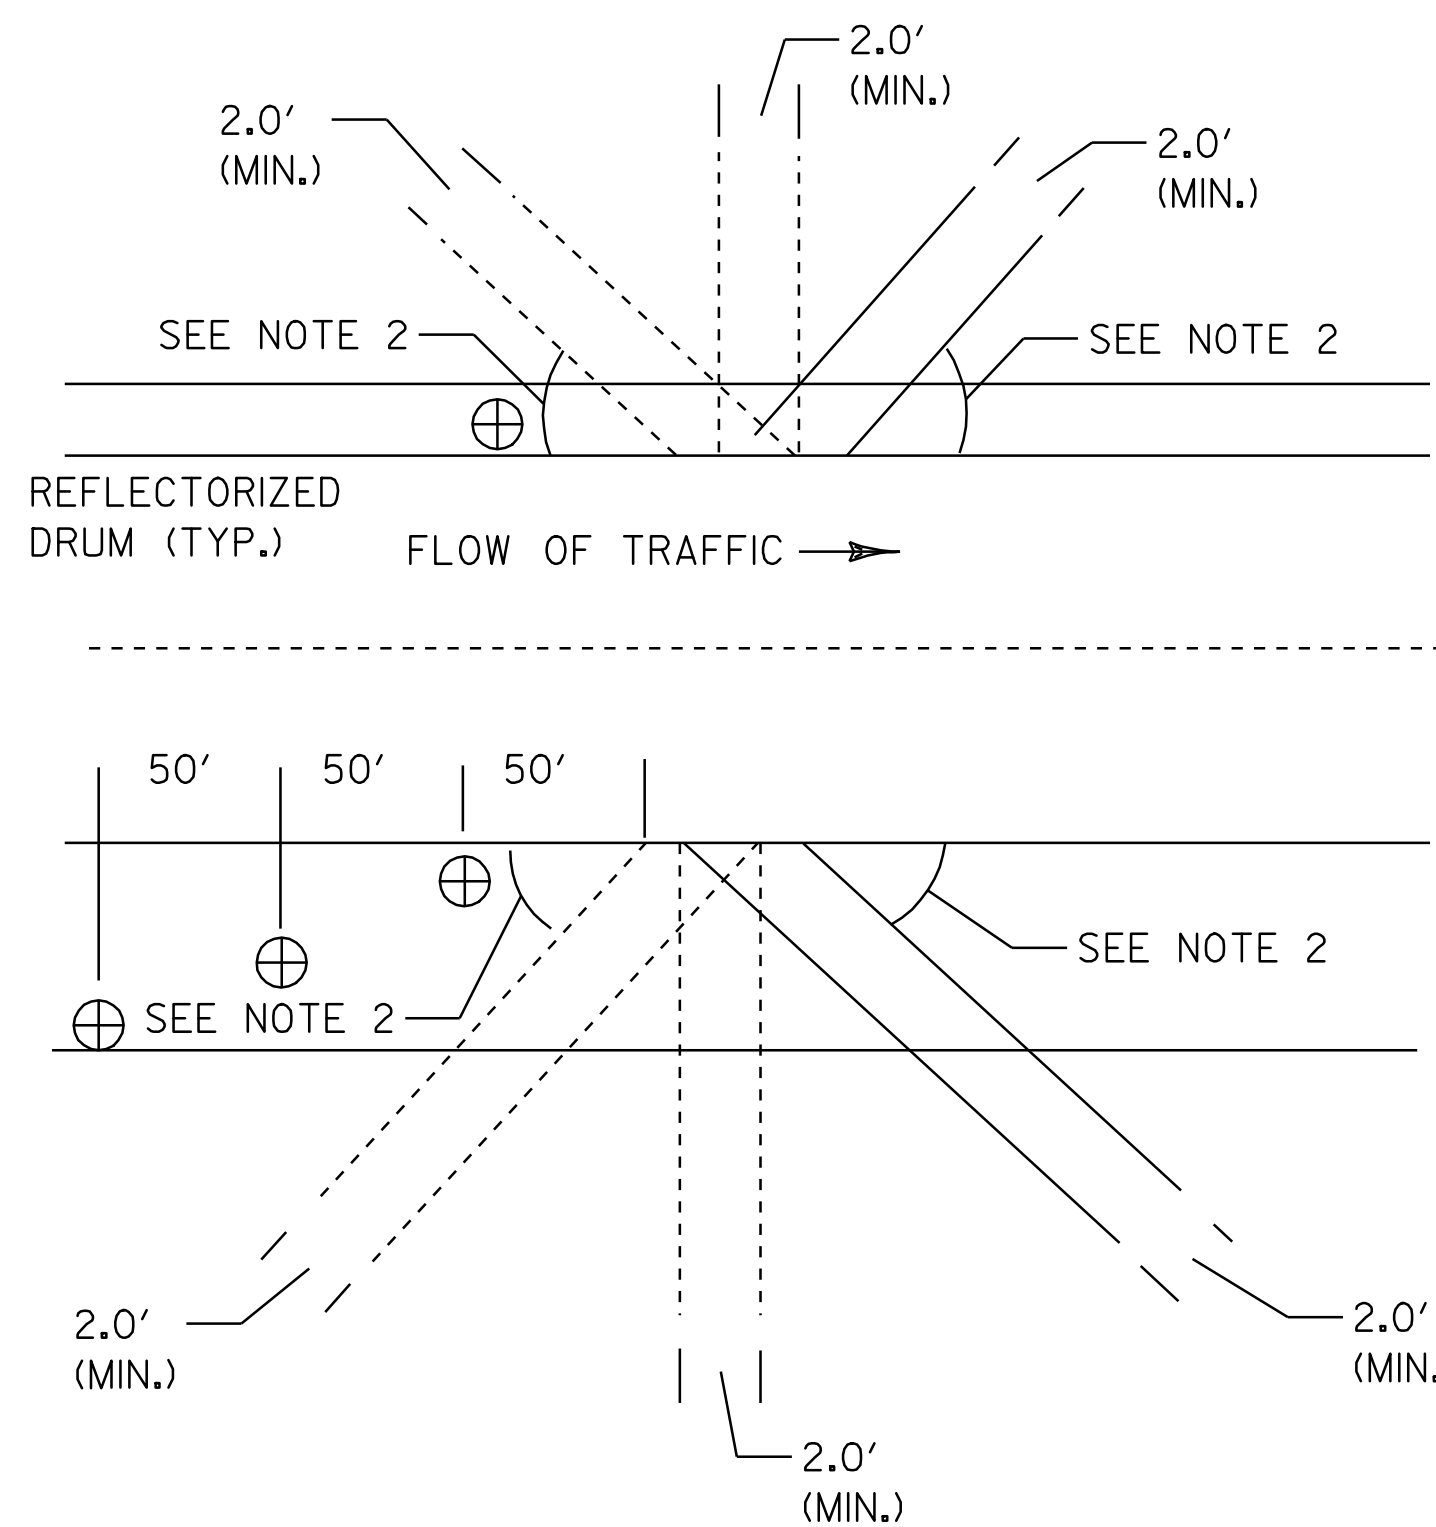 2.0'
(MIN.)
2.0'
(MIN.)
2.0'
(MIN.)
SEE NOTE 2
SEE NOTE 2
REFLECTORIZED
DRUM (TYP.)
FLOW OF TRAFFIC
50' 50' 50'
SEE NOTE 2
SEE NOTE 2
2.0'
(MIN.)
2.0'
(MIN.
2.0'
(MIN.)